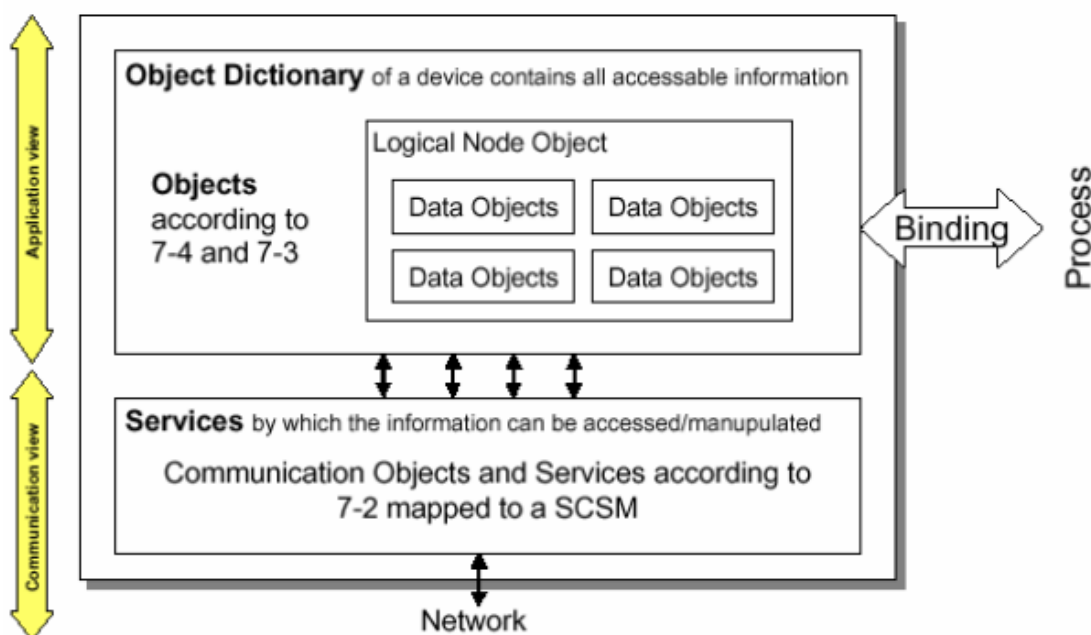 Application view
Object Dictionary of a device contains all accessable information
Logical Node Object
Objects
according to
7-4 and 7-3
Data Objects
Data Objects
Data Objects
Data Objects
Binding
Process
Communication view
Services by which the information can be accessed/manupulated
Communication Objects and Services according to
7-2 mapped to a SCSM
Network